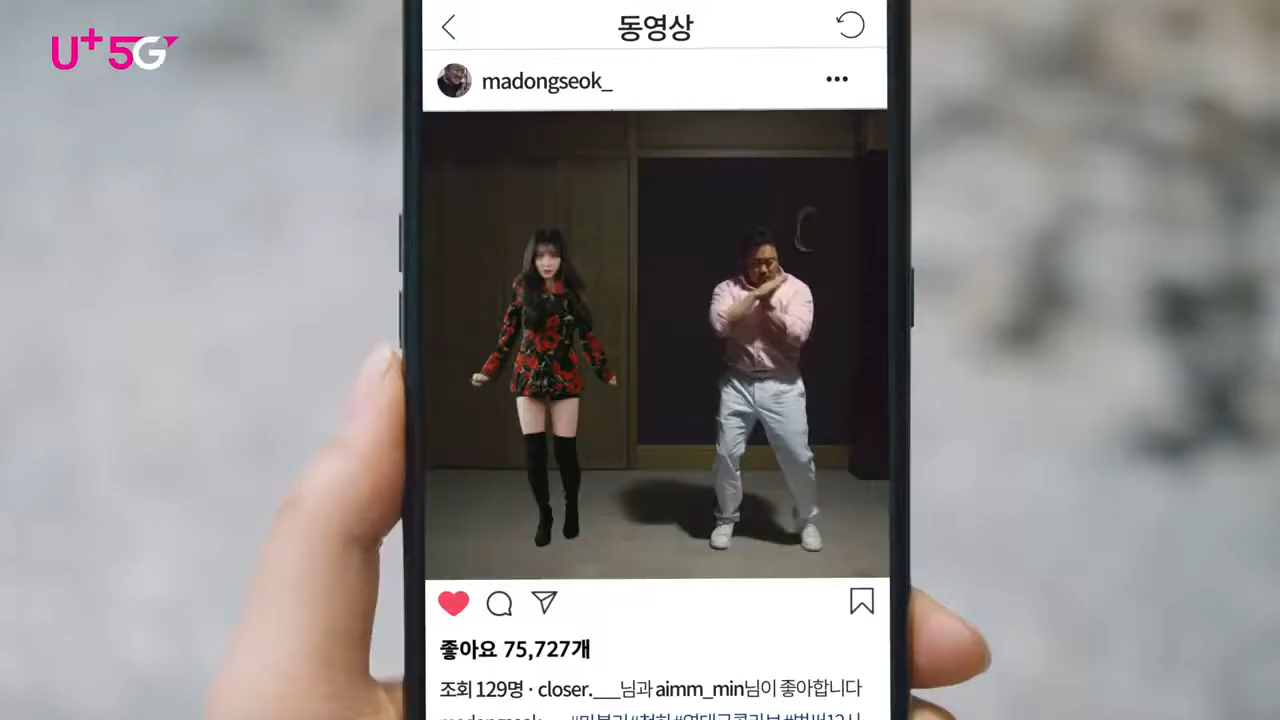 U+5G
동영상
madongseok_
좋아요 75,727개
조회 129명 · closer.___님과 aimm_min님이 좋아합니다